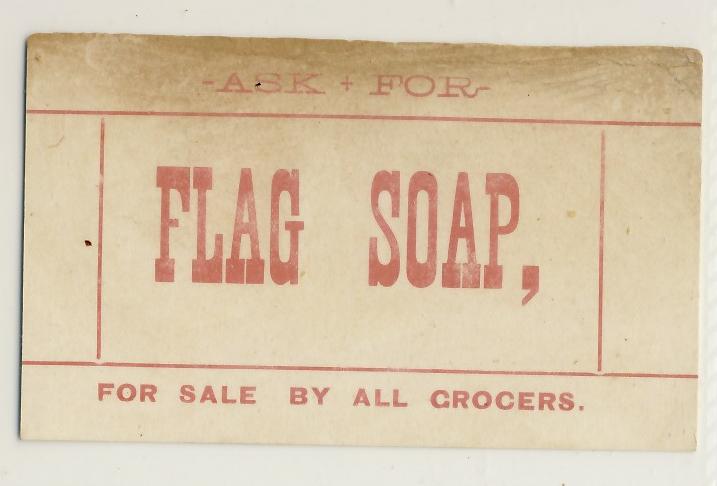 -ASK + FOR-
FLAG SOAP,
FOR SALE BY ALL GROCERS.